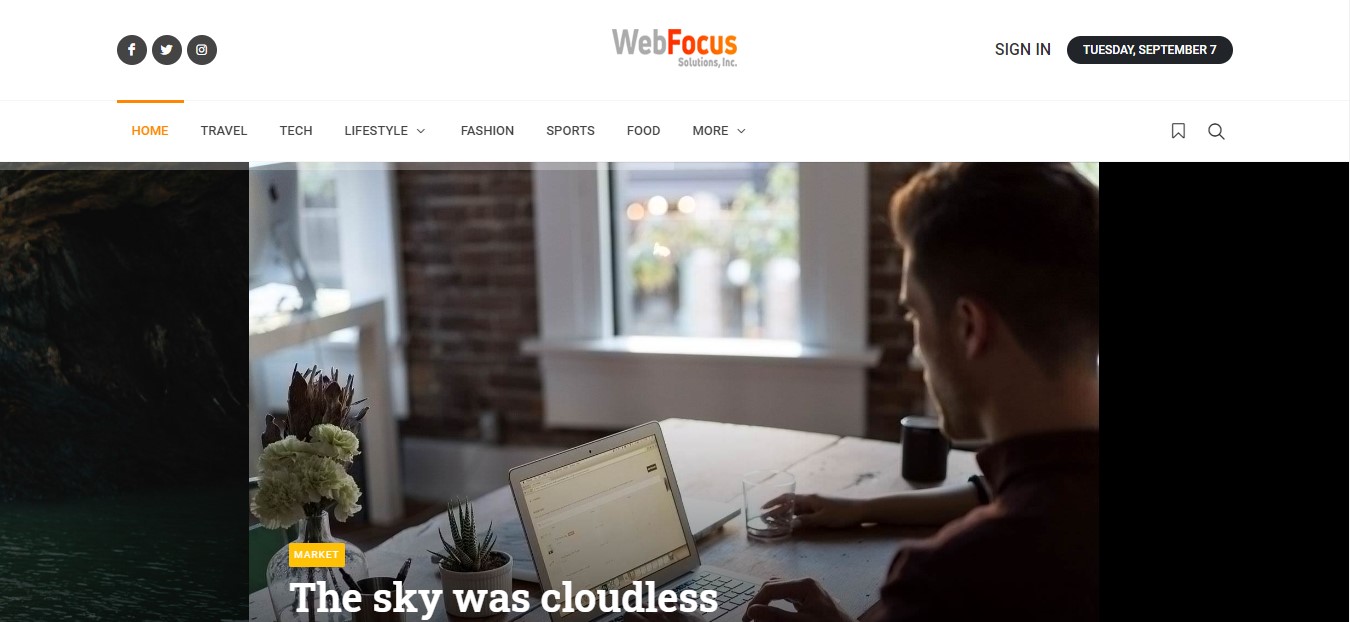 WebFocus
Solutions, Inc.
SIGN IN
TUESDAY, SEPTEMBER 7
HOME
TRAVEL
TECH
LIFESTYLE
FASHION
SPORTS
FOOD
MORE
MARKET
The sky was cloudless